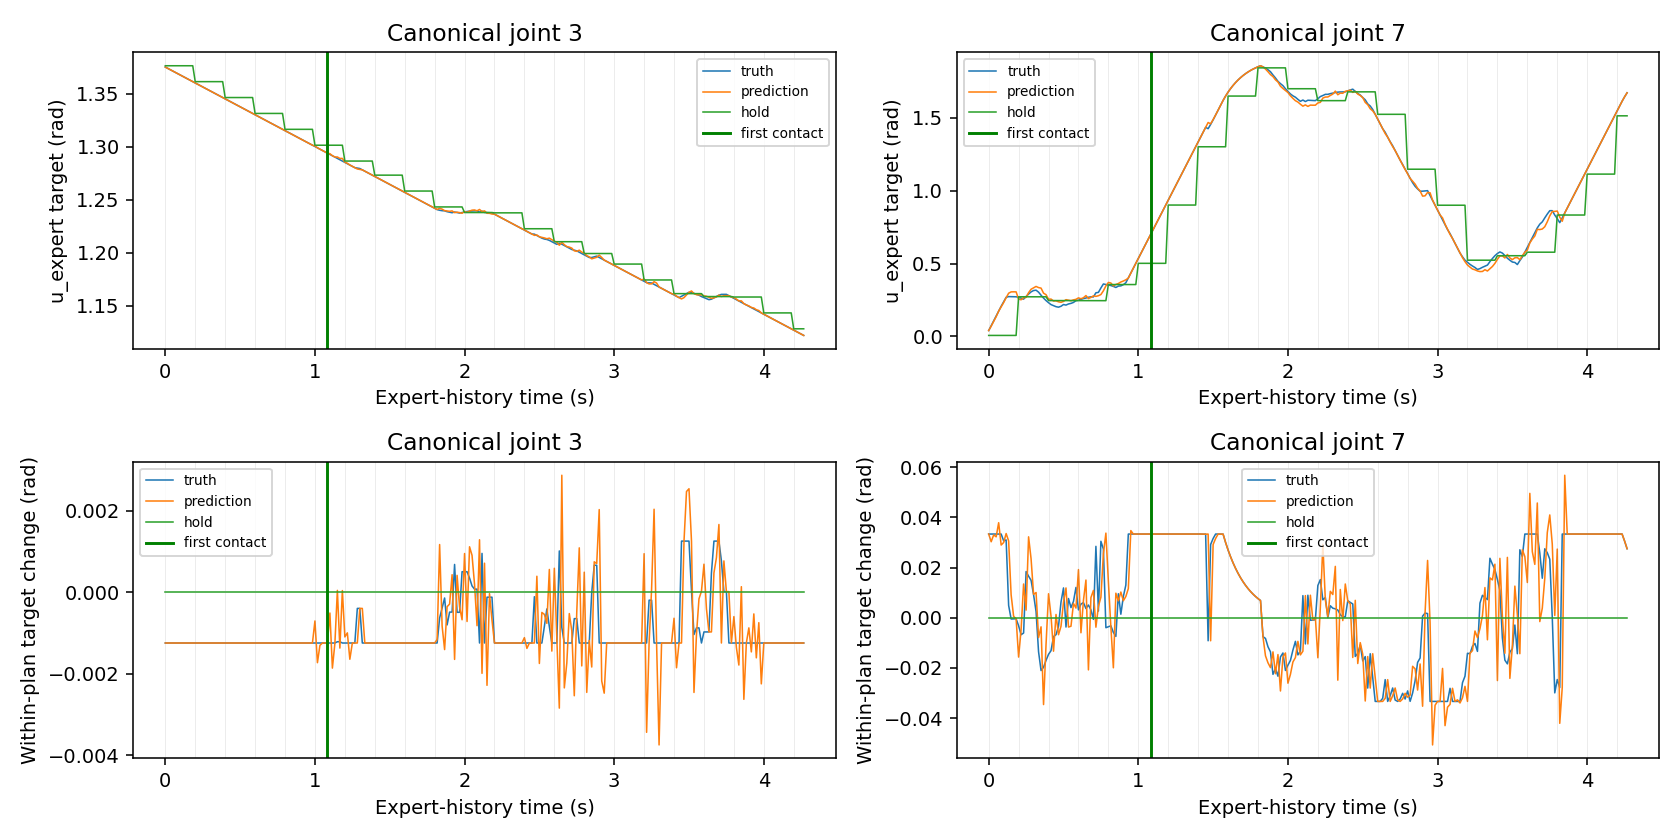 Canonical joint 3
u_expert target (rad)
1.35
1.30
1.25
1.20
1.15
truth
prediction
hold
first contact
0 1 2 3 4
Expert-history time (s)
Canonical joint 7
u_expert target (rad)
1.5
1.0
0.5
0.0
truth
prediction
hold
first contact
0 1 2 3 4
Expert-history time (s)
Canonical joint 3
Within-plan target change (rad)
0.002
0.000
−0.002
−0.004
truth
prediction
hold
first contact
0 1 2 3 4
Expert-history time (s)
Canonical joint 7
Within-plan target change (rad)
0.06
0.04
0.02
0.00
−0.02
−0.04
truth
prediction
hold
first contact
0 1 2 3 4
Expert-history time (s)